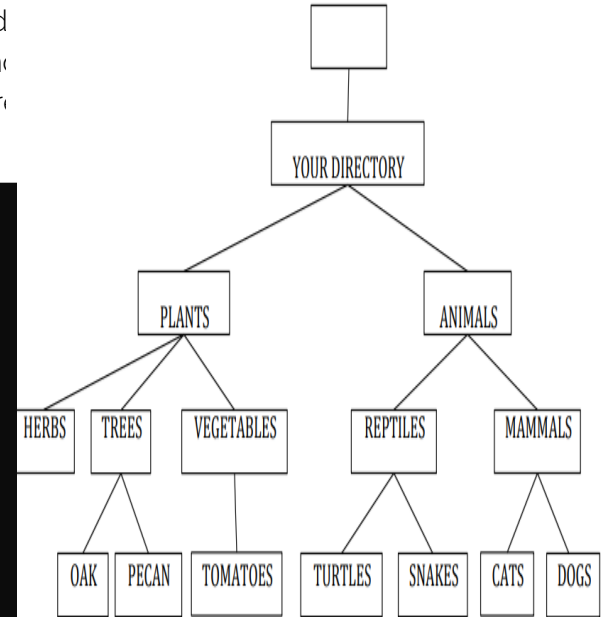 YOUR DIRECTORY
PLANTS ANIMALS
HERBS TREES VEGETABLES REPTILES MAMMALS
OAK PECAN TOMATOES TURTLES SNAKES CATS DOGS